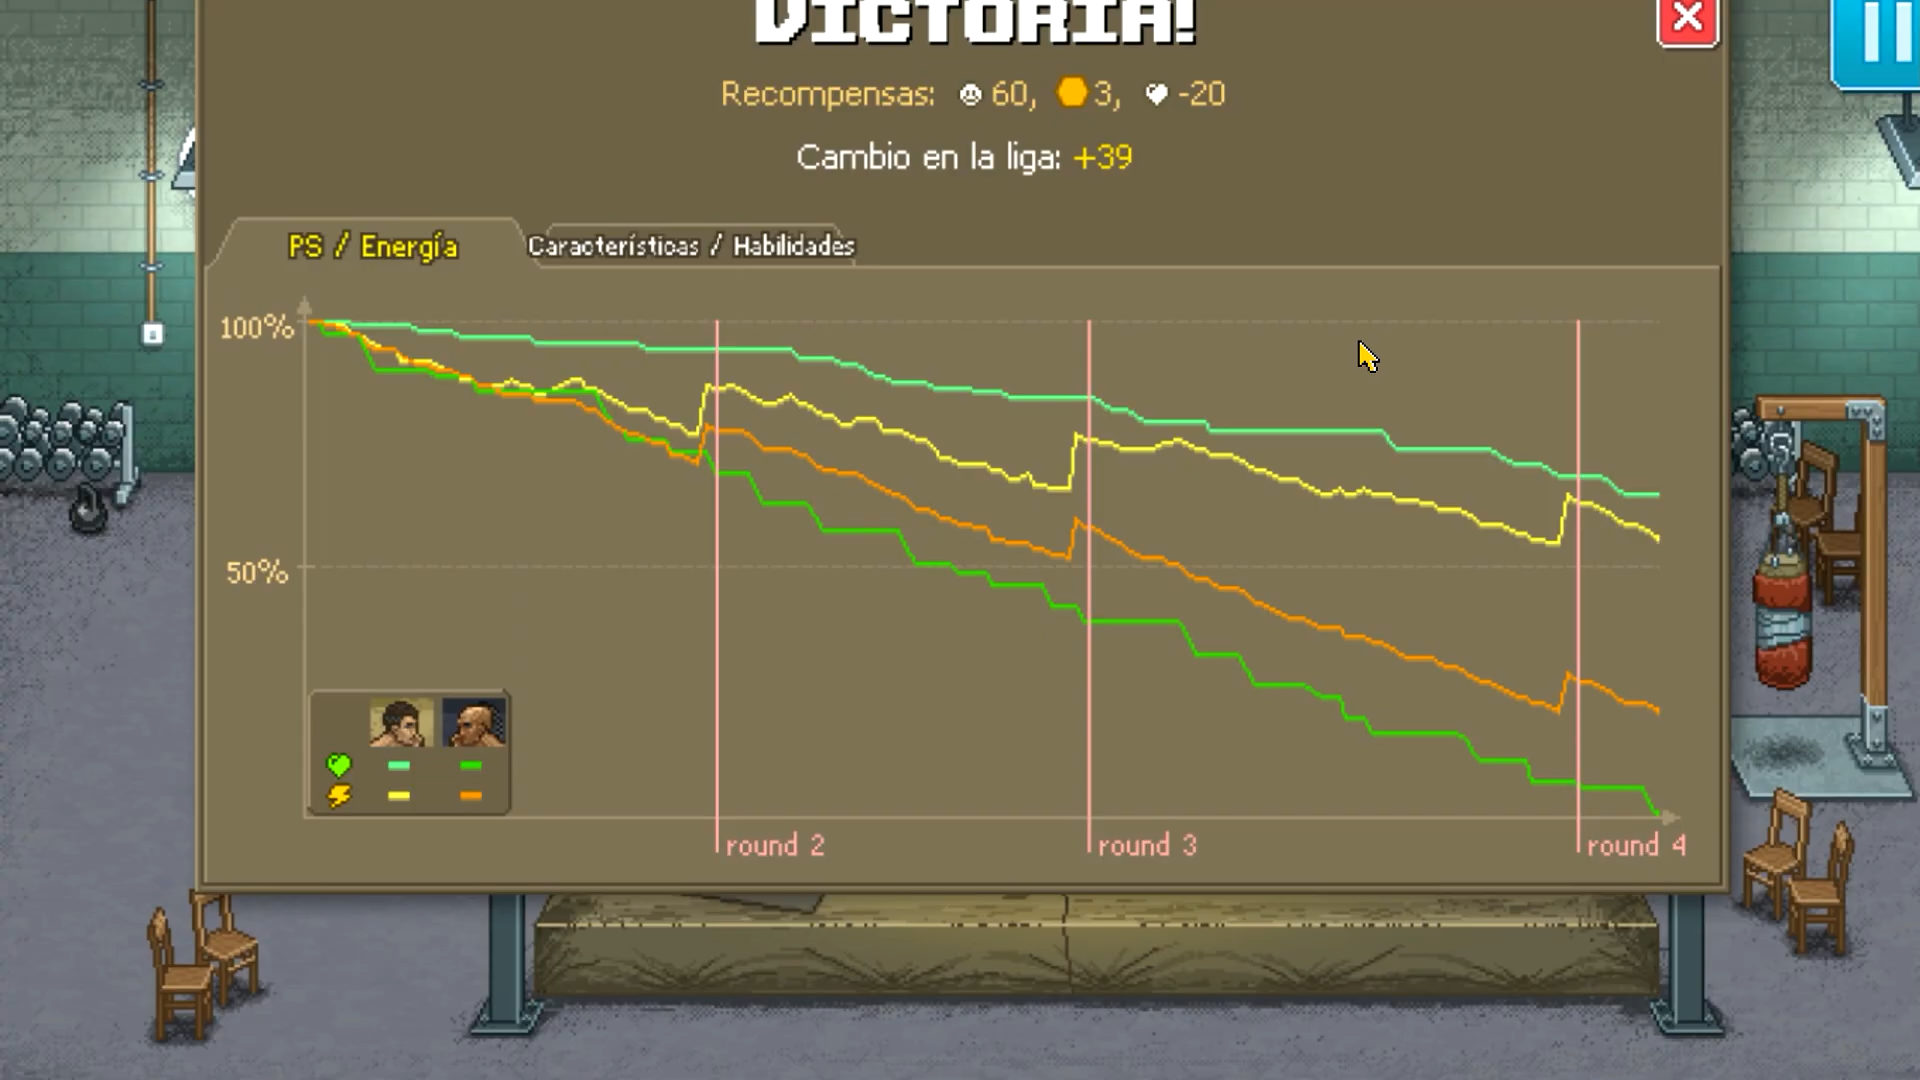 VICTORIA!
Recompensas: 60, 3, -20
Cambio en la liga: +39
PS / Energía
Características / Habilidades
100%
50%
round 2
round 3
round 4